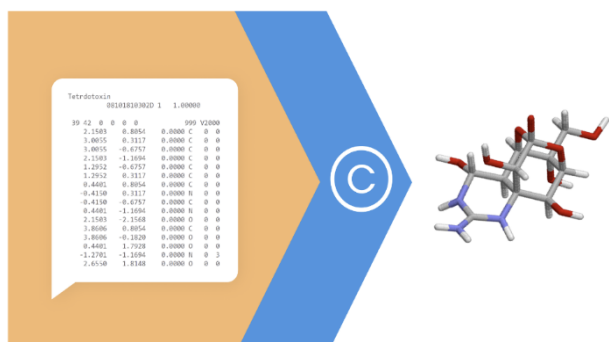 Tetrdotoxin
08101810302D 1 1.00000
39 42 0 0 0 0 999 V2000
2.1503 0.8054 0.0000 C 0 0
3.0055 0.3117 0.0000 C 0 0
3.0055 -0.6757 0.0000 C 0 0
2.1503 -1.1694 0.0000 C 0 0
1.2952 -0.6757 0.0000 C 0 0
1.2952 0.3117 0.0000 C 0 0
0.4401 0.8054 0.0000 C 0 0
-0.4150 0.3117 0.0000 N 0 0
-0.4150 -0.6757 0.0000 C 0 0
0.4401 -1.1694 0.0000 N 0 0
2.1503 -2.1568 0.0000 O 0 0
3.8606 0.8054 0.0000 C 0 0
3.8606 -0.1820 0.0000 O 0 0
0.4401 1.7928 0.0000 O 0 0
-1.2701 -1.1694 0.0000 N 0 3
2.6550 1.8148 0.0000 O 0 0
C